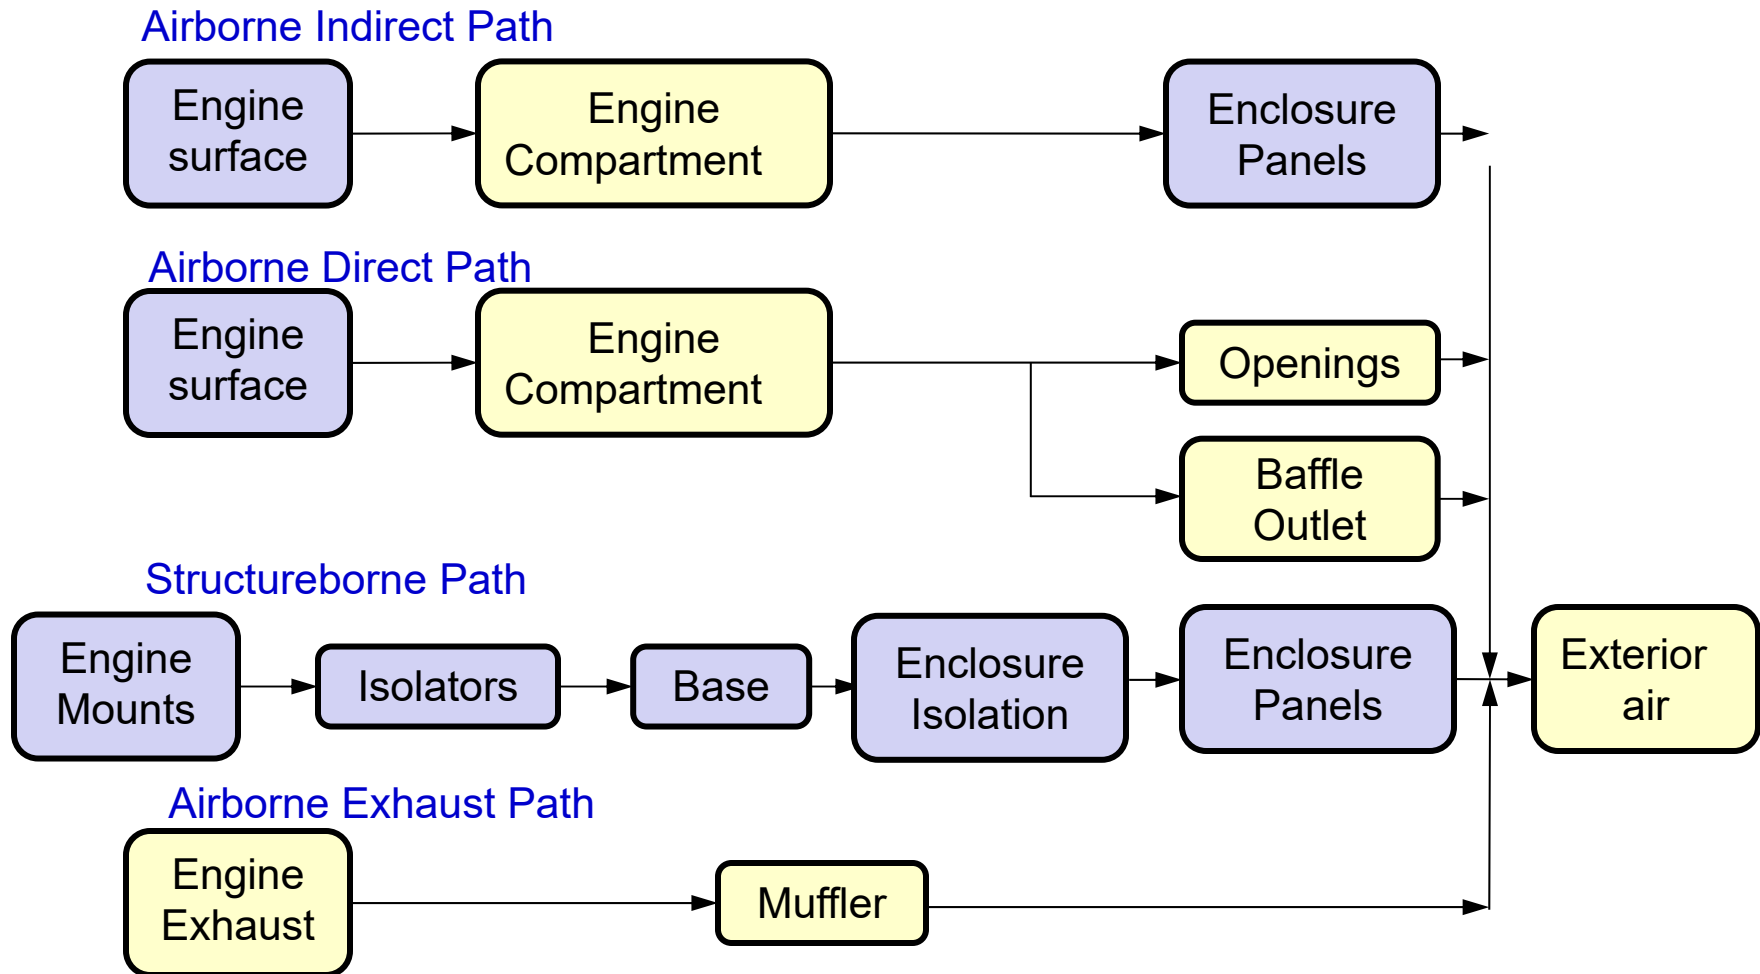 Airborne Indirect Path
Engine
surface
Engine
Compartment
Enclosure
Panels
Airborne Direct Path
Engine
surface
Engine
Compartment
Openings
Baffle
Outlet
Structureborne Path
Engine
Mounts
Isolators
Base
Enclosure
Isolation
Enclosure
Panels
Exterior
air
Airborne Exhaust Path
Engine
Exhaust
Muffler